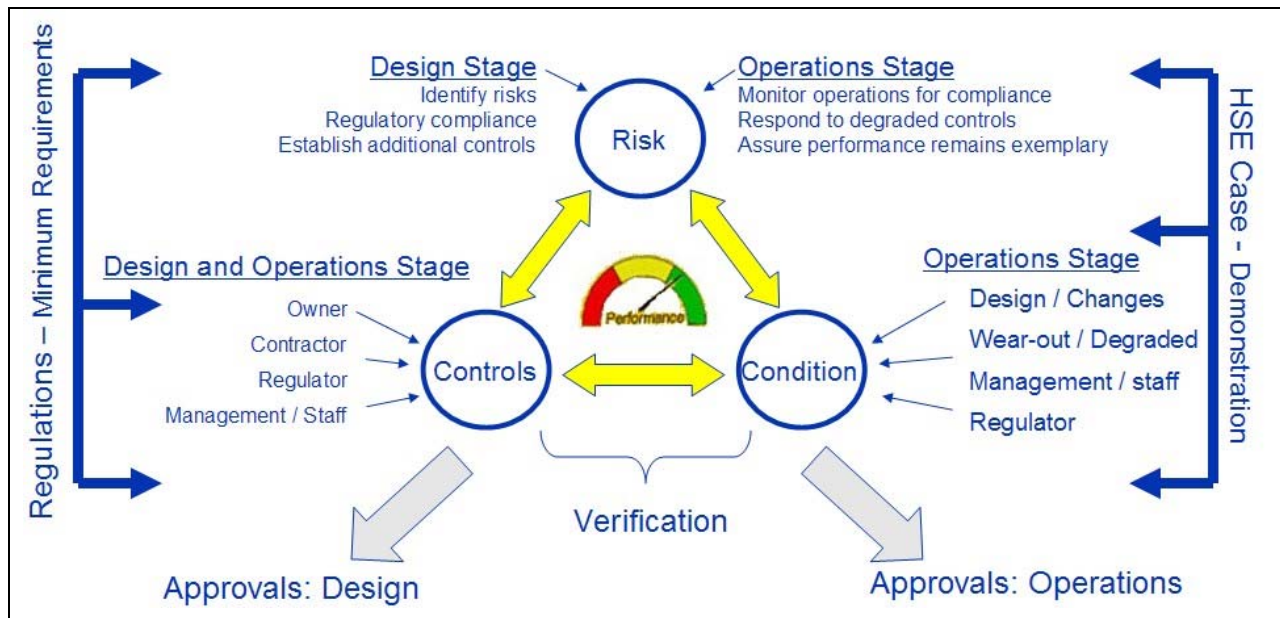 Regulations – Minimum Requirements
Design Stage
Identify risks
Regulatory compliance
Establish additional controls
Risk
Operations Stage
Monitor operations for compliance
Respond to degraded controls
Assure performance remains exemplary
HSE Case - Demonstration
Design and Operations Stage
Owner
Contractor
Regulator
Management / Staff
Controls
Performance
Condition
Operations Stage
Design / Changes
Wear-out / Degraded
Management / staff
Regulator
Verification
Approvals: Design
Approvals: Operations